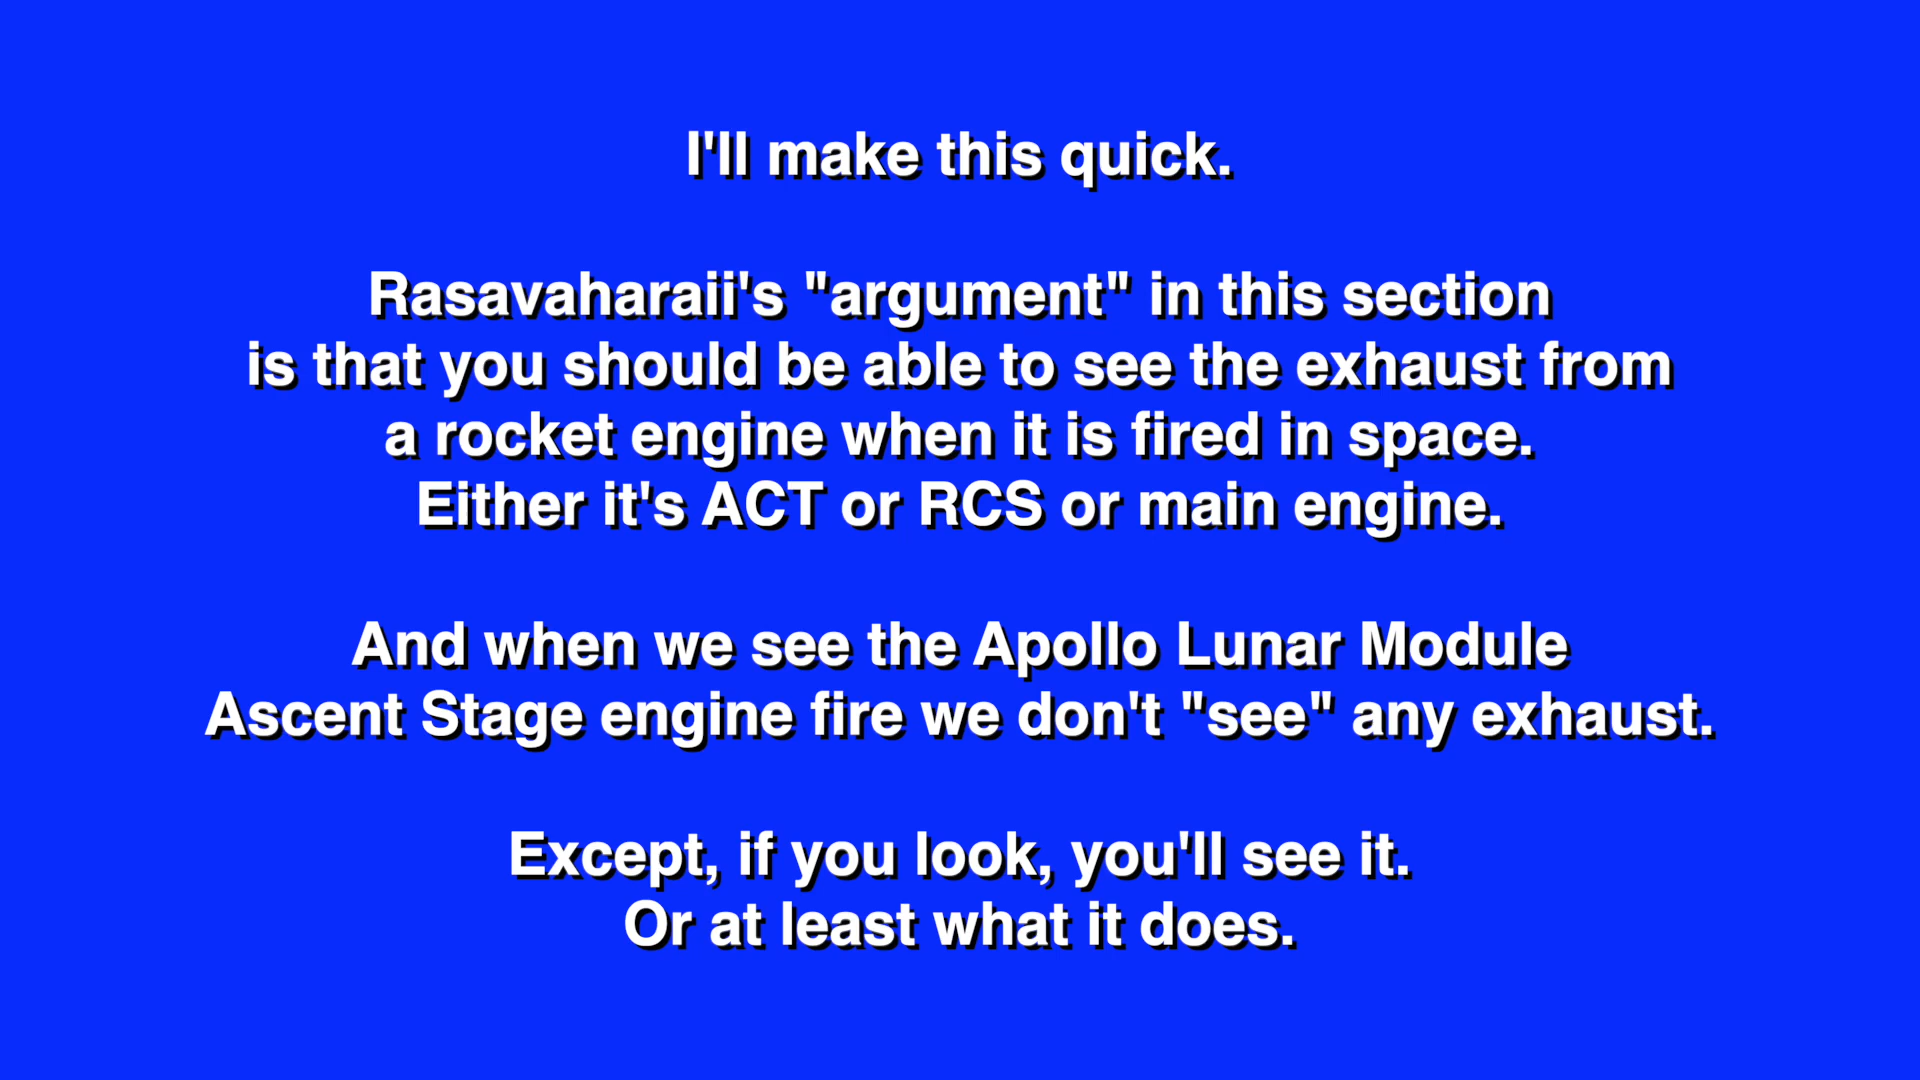 I'll make this quick.
Rasavaharaii's "argument" in this section
is that you should be able to see the exhaust from
a rocket engine when it is fired in space.
Either it's ACT or RCS or main engine.
And when we see the Apollo Lunar Module
Ascent Stage engine fire we don't "see" any exhaust.
Except, if you look, you'll see it.
Or at least what it does.